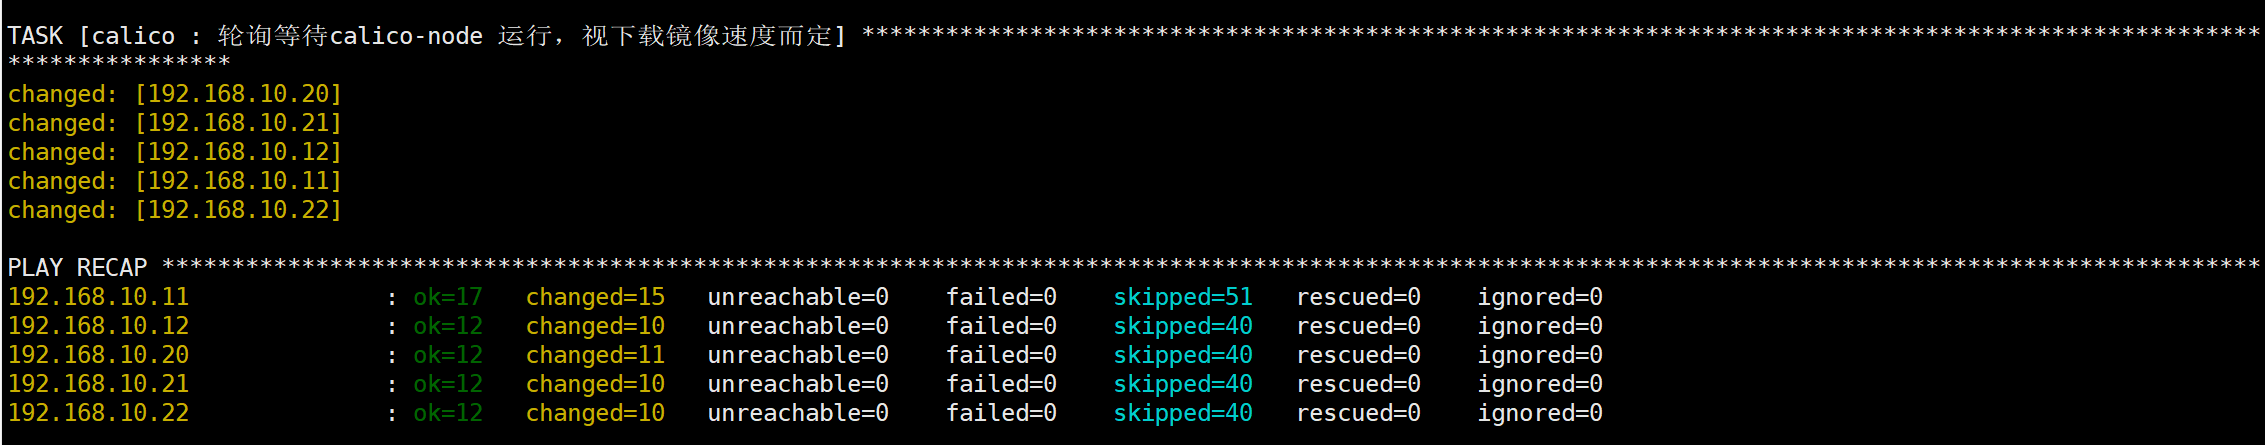 TASK [calico : 轮询等待calico-node 运行，视下载镜像速度而定] ****************************************************************************************************
****************
changed: [192.168.10.20]
changed: [192.168.10.21]
changed: [192.168.10.12]
changed: [192.168.10.11]
changed: [192.168.10.22]
PLAY RECAP ******************************************************************************************************************************************************
192.168.10.11 : ok=17 changed=15 unreachable=0 failed=0 skipped=51 rescued=0 ignored=0
192.168.10.12 : ok=12 changed=10 unreachable=0 failed=0 skipped=40 rescued=0 ignored=0
192.168.10.20 : ok=12 changed=11 unreachable=0 failed=0 skipped=40 rescued=0 ignored=0
192.168.10.21 : ok=12 changed=10 unreachable=0 failed=0 skipped=40 rescued=0 ignored=0
192.168.10.22 : ok=12 changed=10 unreachable=0 failed=0 skipped=40 rescued=0 ignored=0